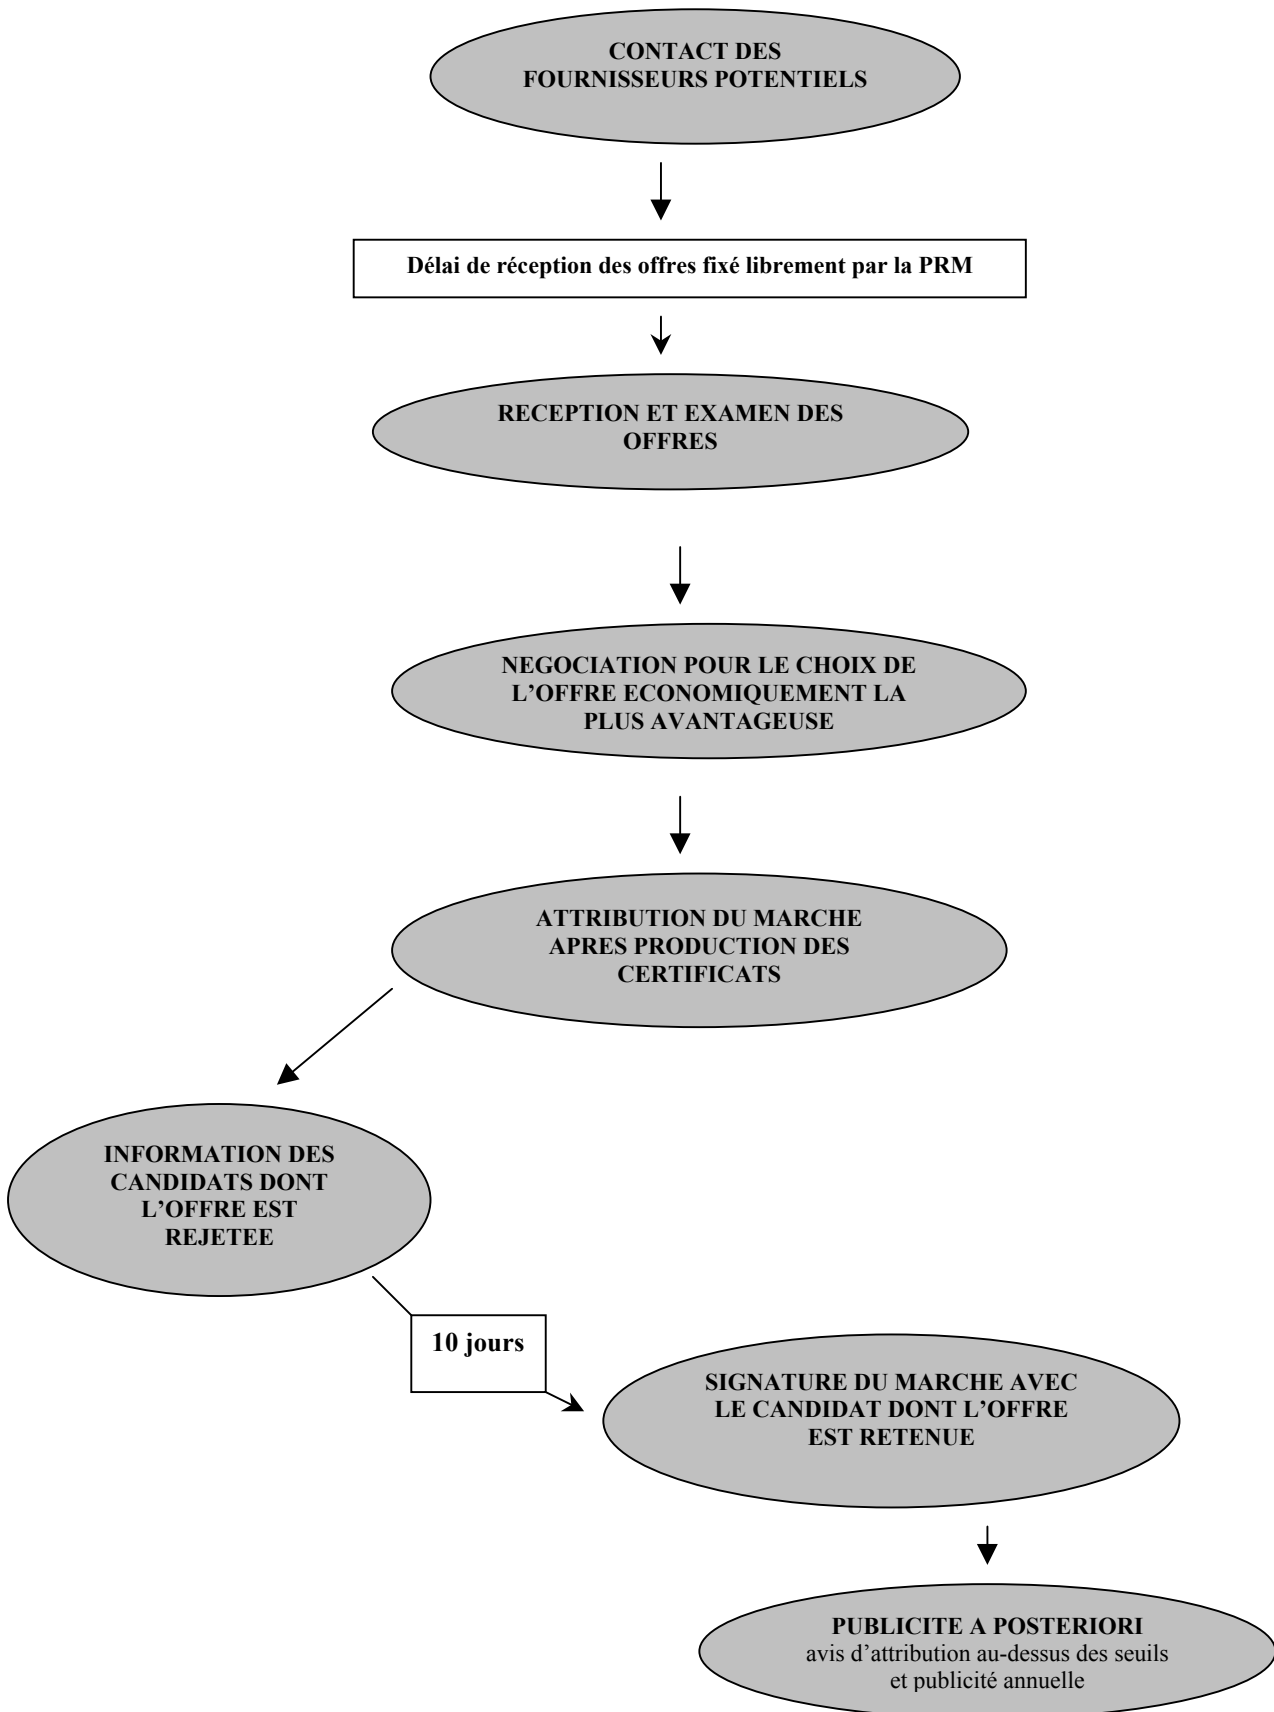 CONTACT DES
FOURNISSEURS POTENTIELS
Délai de réception des offres fixé librement par la PRM
RECEPTION ET EXAMEN DES
OFFRES
NEGOCIATION POUR LE CHOIX DE
L’OFFRE ECONOMIQUEMENT LA
PLUS AVANTAGEUSE
ATTRIBUTION DU MARCHE
APRES PRODUCTION DES
CERTIFICATS
INFORMATION DES
CANDIDATS DONT
L’OFFRE EST
REJETEE
10 jours
SIGNATURE DU MARCHE AVEC
LE CANDIDAT DONT L’OFFRE
EST RETENUE
PUBLICITE A POSTERIORI
avis d’attribution au-dessus des seuils
et publicité annuelle